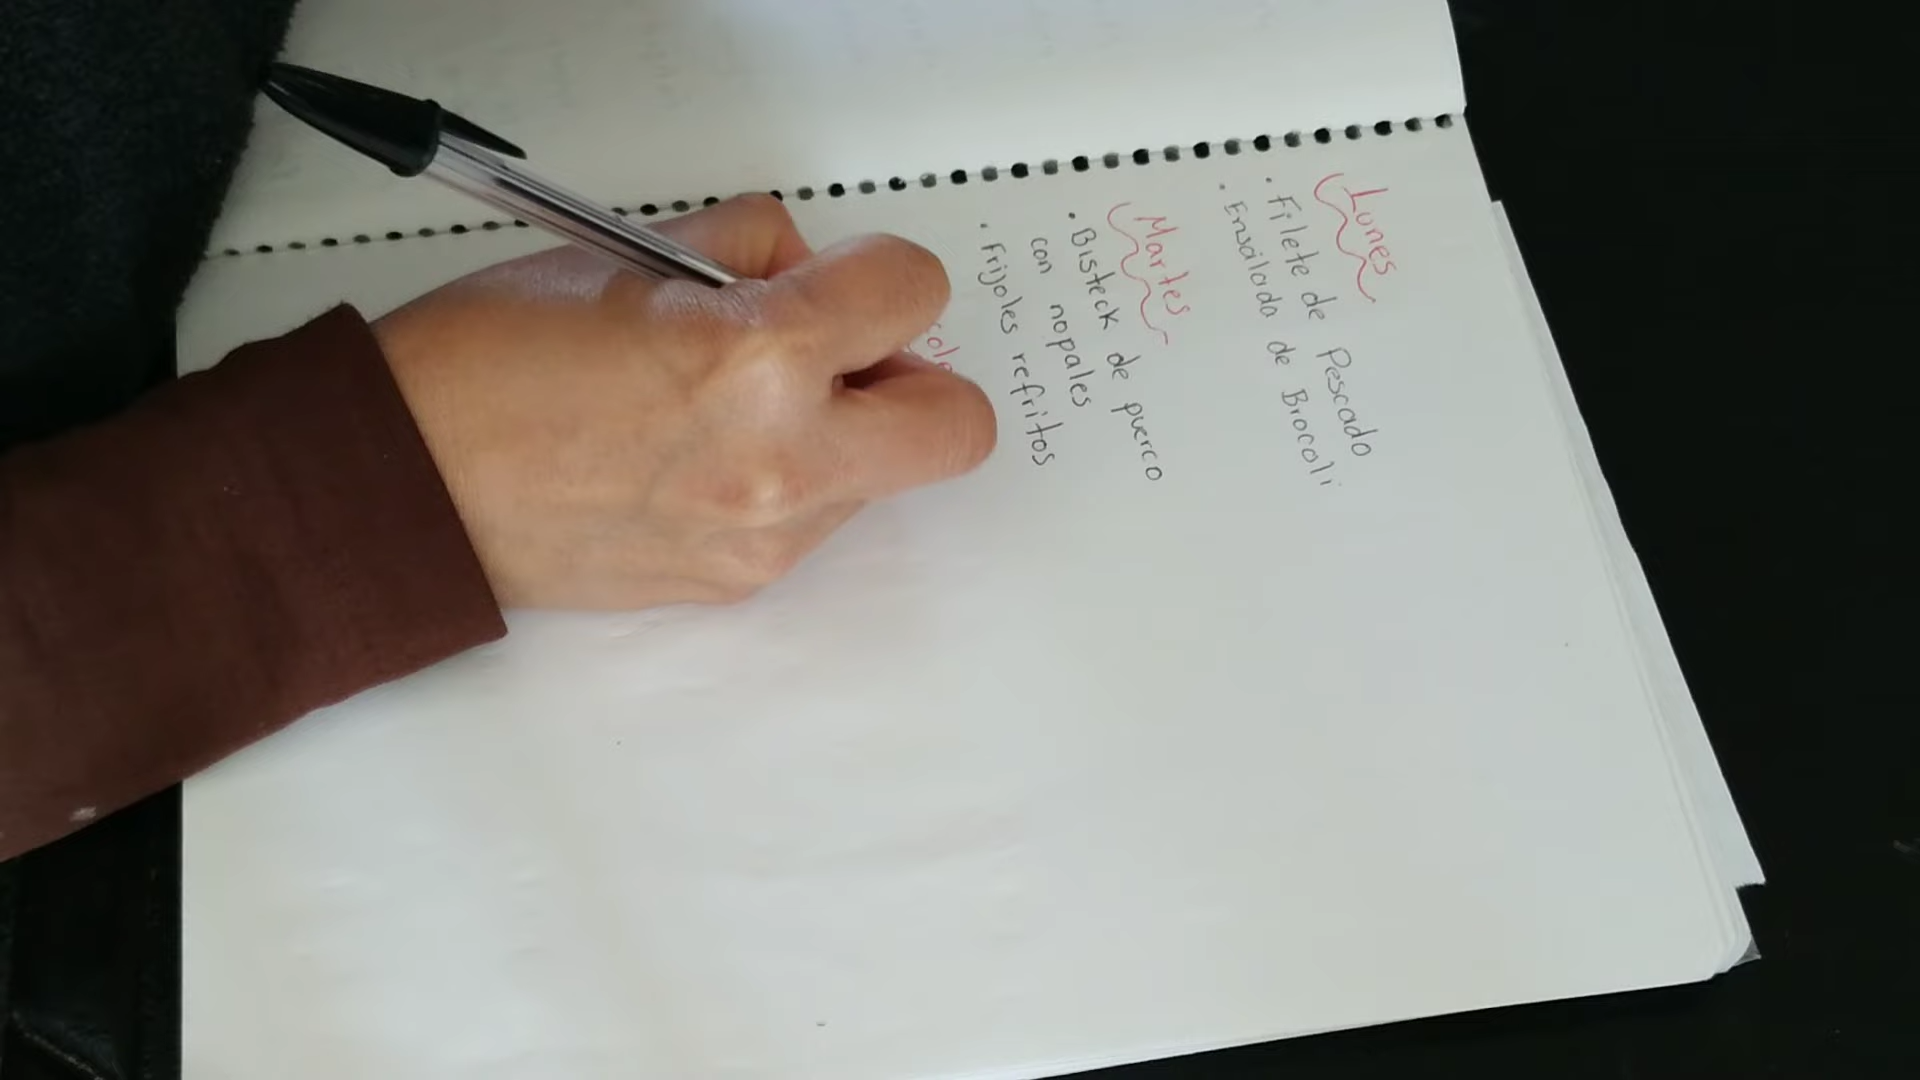 Lunes
· Filete de Pescado
· Ensalada de Brocoli
Martes
· Bisteck de puerco
con nopales
· Frijoles refritos